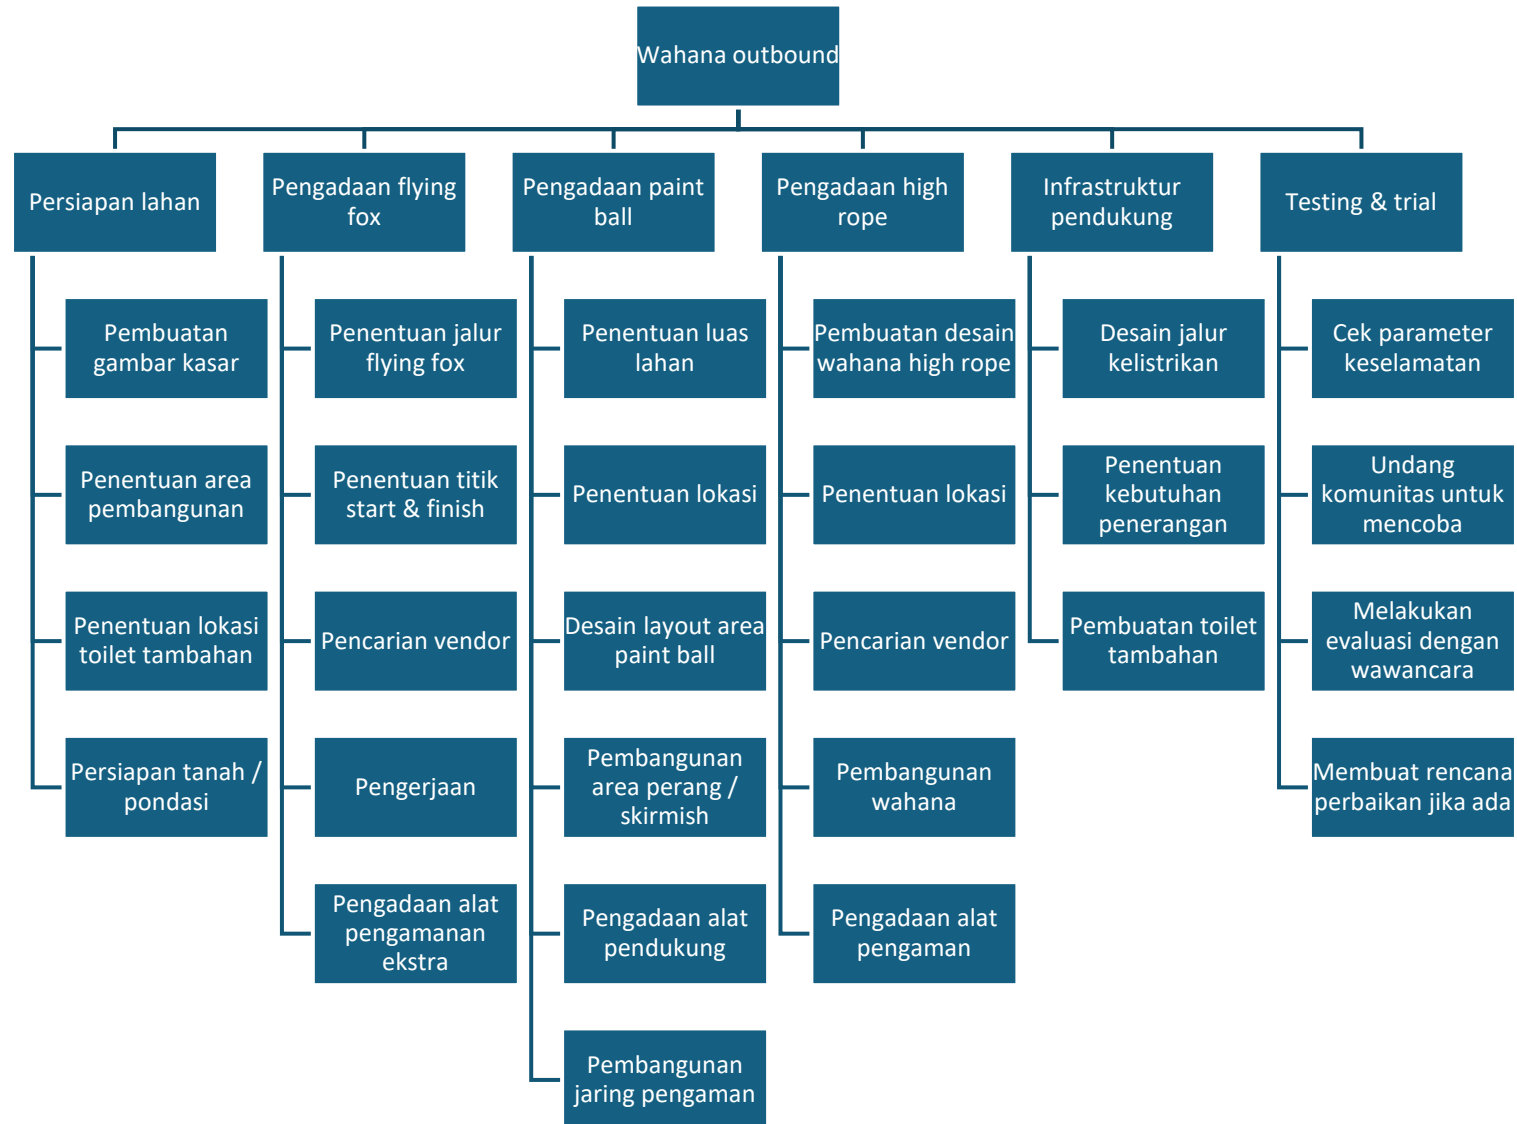 Wahana outbound
Persiapan lahan
Pengadaan flying
fox
Pengadaan paint
ball
Pengadaan high
rope
Infrastruktur
pendukung
Testing & trial
Pembuatan
gambar kasar
Penentuan area
pembangunan
Penentuan lokasi
toilet tambahan
Persiapan tanah /
pondasi
Penentuan jalur
flying fox
Penentuan titik
start & finish
Pencarian vendor
Pengerjaan
Pengadaan alat
pengamanan
ekstra
Penentuan luas
lahan
Penentuan lokasi
Desain layout area
paint ball
Pembangunan
area perang /
skirmish
Pengadaan alat
pendukung
Pembangunan
jaring pengaman
Pembuatan desain
wahana high rope
Penentuan lokasi
Pencarian vendor
Pembangunan
wahana
Pengadaan alat
pengaman
Desain jalur
kelistrikan
Penentuan
kebutuhan
penerangan
Pembuatan toilet
tambahan
Cek parameter
keselamatan
Undang
komunitas untuk
mencoba
Melakukan
evaluasi dengan
wawancara
Membuat rencana
perbaikan jika ada